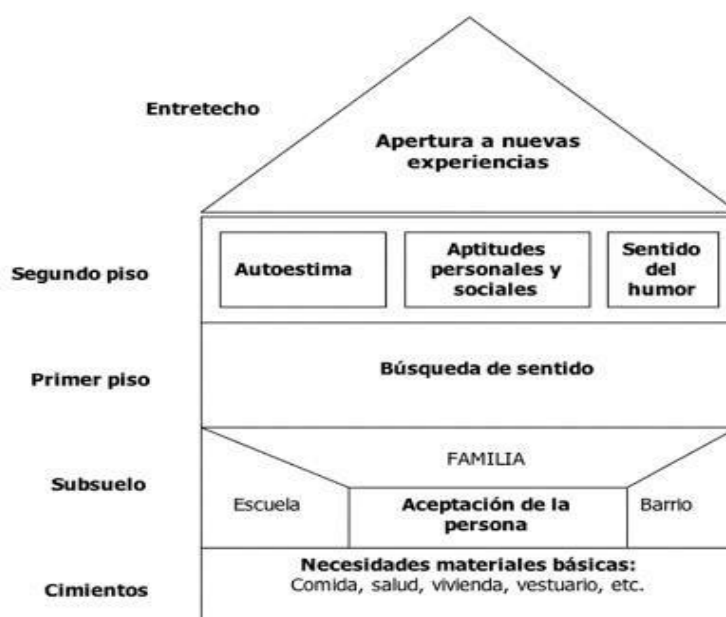 Entretecho
Apertura a nuevas
experiencias
Segundo piso
Autoestima
Aptitudes
personales y
sociales
Sentido
del
humor
Primer piso
Búsqueda de sentido
Subsuelo
FAMILIA
Escuela
Aceptación de la
persona
Barrio
Cimientos
Necesidades materiales básicas:
Comida, salud, vivienda, vestuario, etc.